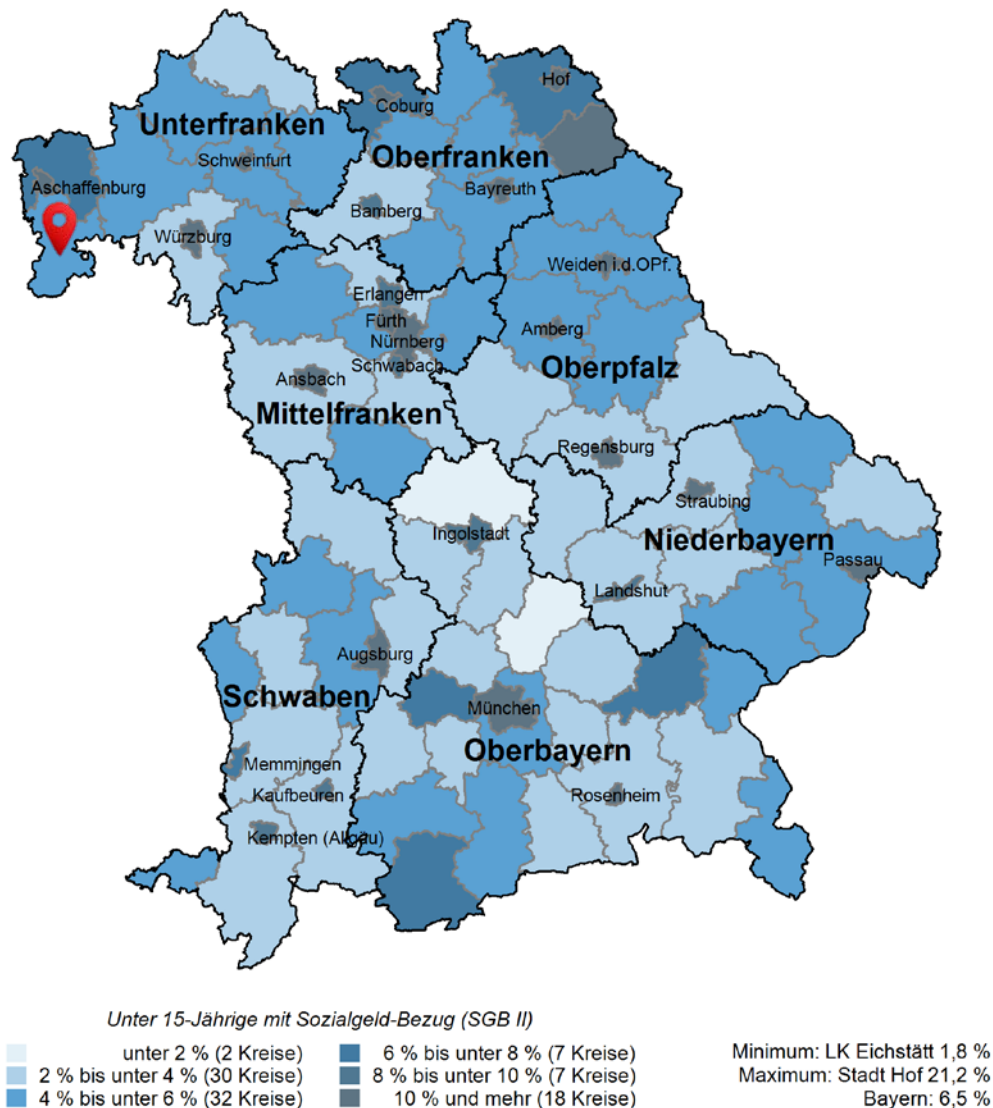 Hof
Coburg
Unterfranken
Oberfranken
Schweinfurt
Aschaffenburg
Bayreuth
Bamberg
Würzburg
Weiden i.d.OPf.
Erlangen
Fürth
Amberg
Nürnberg
Schwabach
Oberpfalz
Ansbach
Mittelfranken
Regensburg
Straubing
Ingolstadt
Niederbayern
Passau
Landshut
Augsburg
Schwaben
München
Oberbayern
Memmingen
Kaufbeuren
Rosenheim
Kempten (Allgäu)
Unter 15-Jährige mit Sozialgeld-Bezug (SGB II)
unter 2 % (2 Kreise)
2 % bis unter 4 % (30 Kreise)
4 % bis unter 6 % (32 Kreise)
6 % bis unter 8 % (7 Kreise)
8 % bis unter 10 % (7 Kreise)
10 % und mehr (18 Kreise)
Minimum: LK Eichstätt 1,8 %
Maximum: Stadt Hof 21,2 %
Bayern: 6,5 %